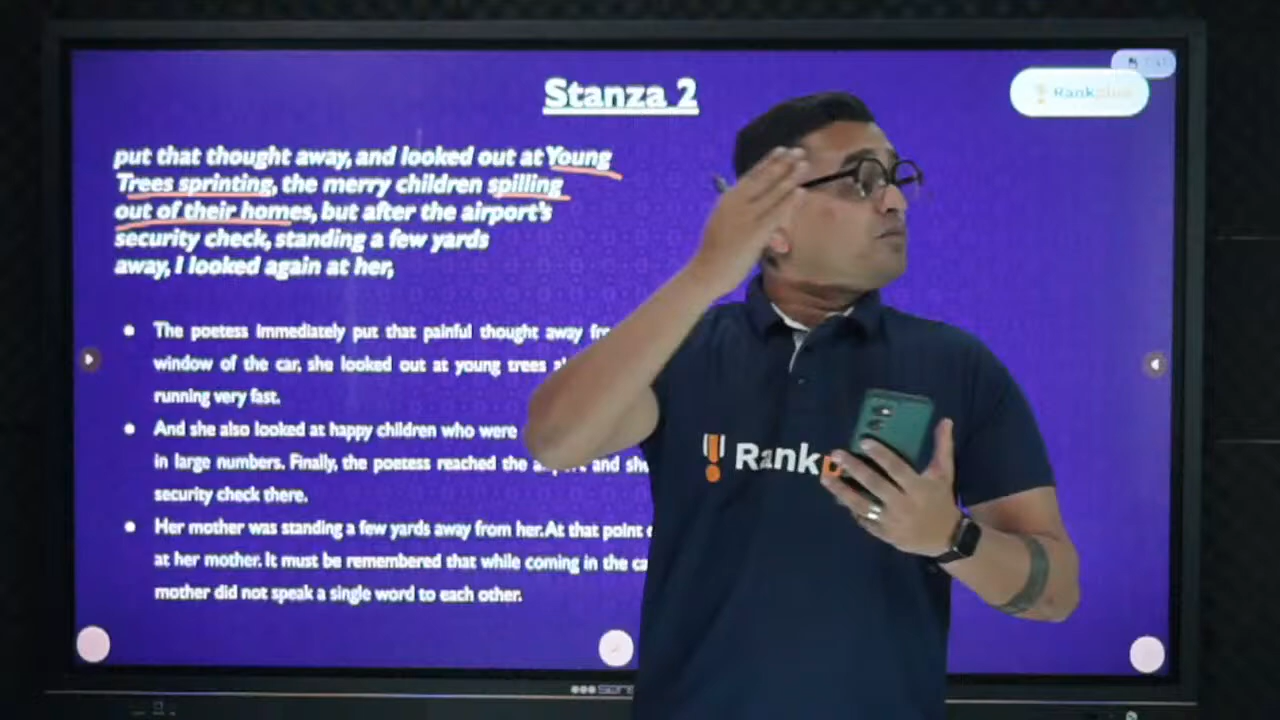 Stanza 2
Rankplus
put that thought away, and looked out at Young
Trees sprinting, the merry children spilling
out of their homes, but after the airport's
security check, standing a few yards
away, I looked again at her,
The poetess immediately put that painful thought away
window of the car, she looked out at young trees
running very fast.
And she also looked at happy children who were
in large numbers. Finally, the poetess reached the and
security check there.
Her mother was standing a few yards away from her. At that point
at her mother. It must be remembered that while coming in the
mother did not speak a single word to each other.
Rank